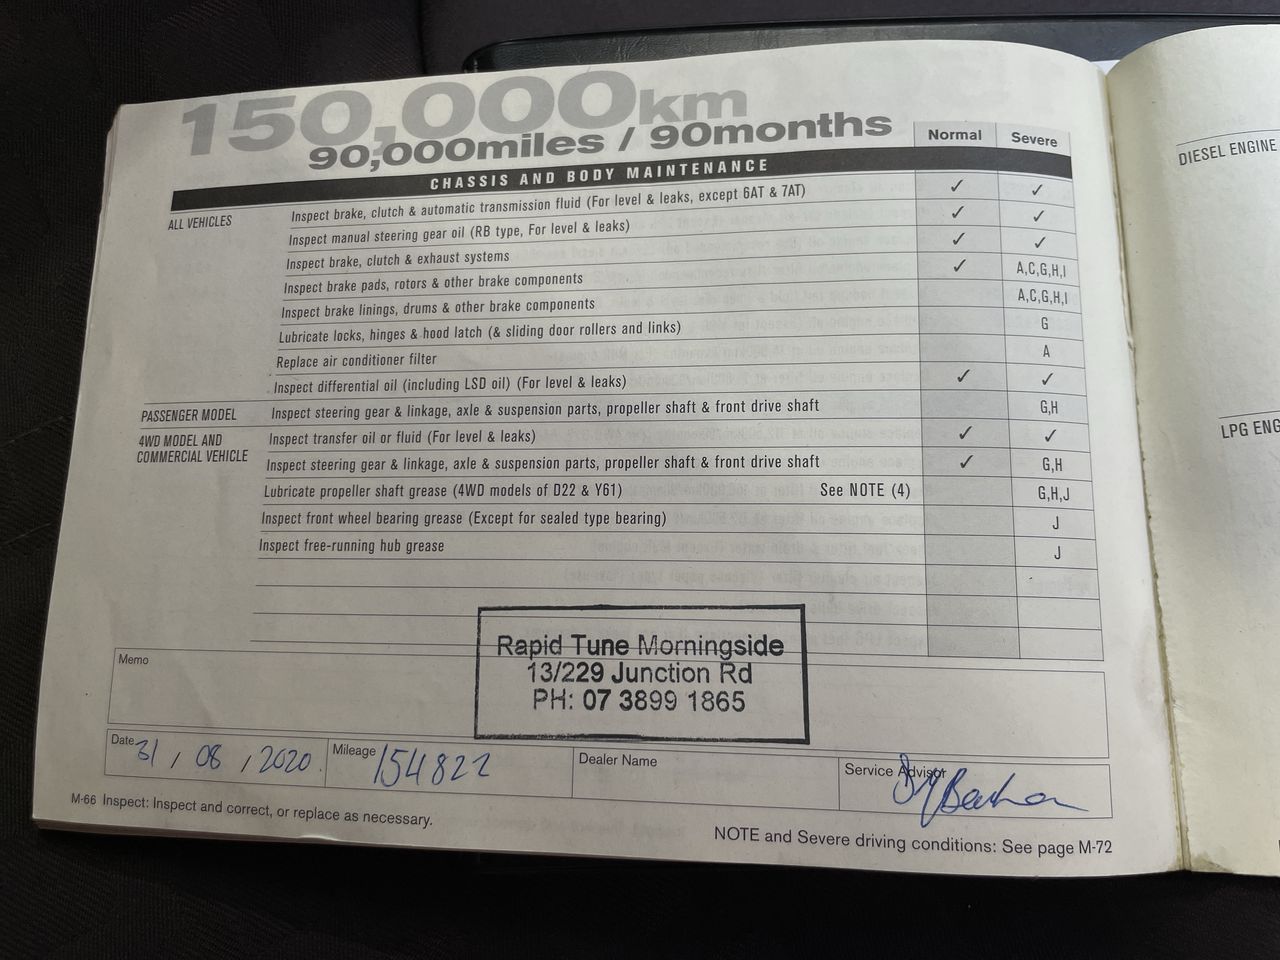 150,000km
90,000miles / 90months
Normal Severe
CHASSIS AND BODY MAINTENANCE
ALL VEHICLES Inspect brake, clutch & automatic transmission fluid (For level & leaks, except 6AT & 7AT) ✓ ✓
Inspect manual steering gear oil (RB type, For level & leaks) ✓ ✓
Inspect brake, clutch & exhaust systems ✓ ✓
Inspect brake pads, rotors & other brake components ✓ A,C,G,H,I
Inspect brake linings, drums & other brake components A,C,G,H,I
Lubricate locks, hinges & hood latch (& sliding door rollers and links) G
Replace air conditioner filter A
Inspect differential oil (including LSD oil) (For level & leaks) ✓ ✓
PASSENGER MODEL Inspect steering gear & linkage, axle & suspension parts, propeller shaft & front drive shaft G,H
4WD MODEL AND
COMMERCIAL VEHICLE
Inspect transfer oil or fluid (For level & leaks) ✓ ✓
Inspect steering gear & linkage, axle & suspension parts, propeller shaft & front drive shaft ✓ G,H
Lubricate propeller shaft grease (4WD models of D22 & Y61) See NOTE (4) G,H,J
Inspect front wheel bearing grease (Except for sealed type bearing) J
Inspect free-running hub grease J
Rapid Tune Morningside
13/229 Junction Rd
PH: 07 3899 1865
Memo
Date 31 / 08 / 2020 Mileage 154822 Dealer Name Service Advisor
M-66 Inspect: Inspect and correct, or replace as necessary.
NOTE and Severe driving conditions: See page M-72
DIESEL ENGINE
LPG ENG